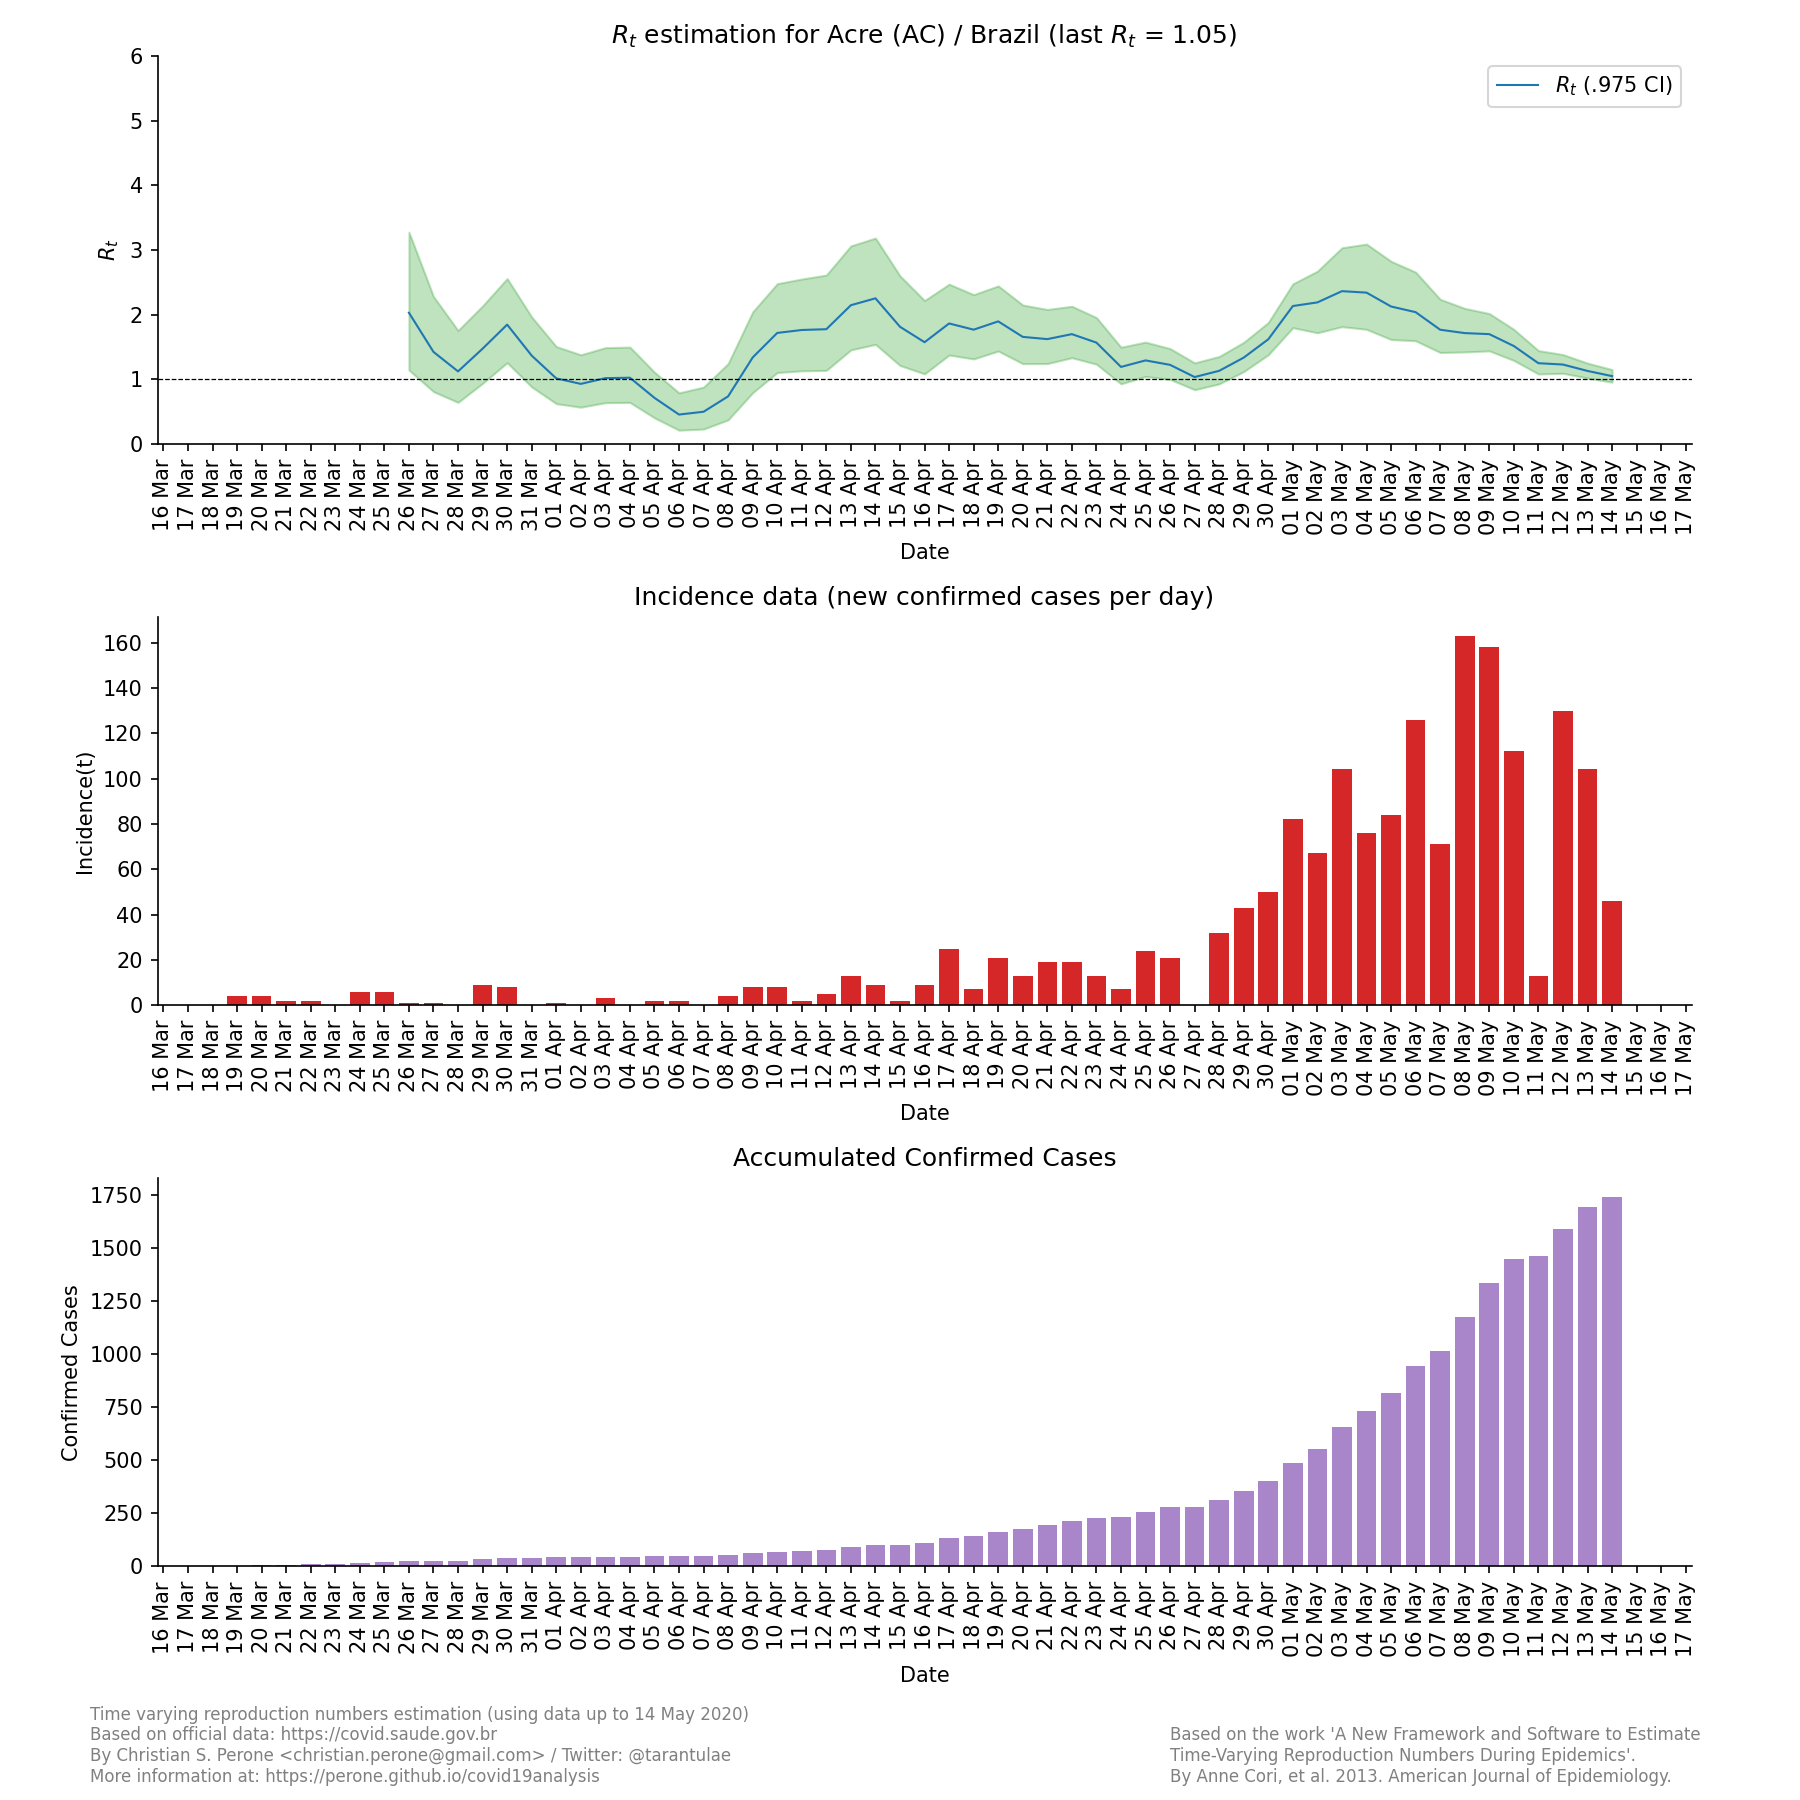 Rt estimation for Acre (AC) / Brazil (last Rt = 1.05)
Rt (.975 CI)
6
5
4
3
2
1
0
Rt
16 Mar 17 Mar 18 Mar 19 Mar 20 Mar 21 Mar 22 Mar 23 Mar 24 Mar 25 Mar 26 Mar 27 Mar 28 Mar 29 Mar 30 Mar 31 Mar 01 Apr 02 Apr 03 Apr 04 Apr 05 Apr 06 Apr 07 Apr 08 Apr 09 Apr 10 Apr 11 Apr 12 Apr 13 Apr 14 Apr 15 Apr 16 Apr 17 Apr 18 Apr 19 Apr 20 Apr 21 Apr 22 Apr 23 Apr 24 Apr 25 Apr 26 Apr 27 Apr 28 Apr 29 Apr 30 Apr 01 May 02 May 03 May 04 May 05 May 06 May 07 May 08 May 09 May 10 May 11 May 12 May 13 May 14 May 15 May 16 May 17 May
Date
Incidence data (new confirmed cases per day)
160
140
120
100
80
60
40
20
0
Incidence(t)
16 Mar 17 Mar 18 Mar 19 Mar 20 Mar 21 Mar 22 Mar 23 Mar 24 Mar 25 Mar 26 Mar 27 Mar 28 Mar 29 Mar 30 Mar 31 Mar 01 Apr 02 Apr 03 Apr 04 Apr 05 Apr 06 Apr 07 Apr 08 Apr 09 Apr 10 Apr 11 Apr 12 Apr 13 Apr 14 Apr 15 Apr 16 Apr 17 Apr 18 Apr 19 Apr 20 Apr 21 Apr 22 Apr 23 Apr 24 Apr 25 Apr 26 Apr 27 Apr 28 Apr 29 Apr 30 Apr 01 May 02 May 03 May 04 May 05 May 06 May 07 May 08 May 09 May 10 May 11 May 12 May 13 May 14 May 15 May 16 May 17 May
Date
Accumulated Confirmed Cases
1750
1500
1250
1000
750
500
250
0
Confirmed Cases
16 Mar 17 Mar 18 Mar 19 Mar 20 Mar 21 Mar 22 Mar 23 Mar 24 Mar 25 Mar 26 Mar 27 Mar 28 Mar 29 Mar 30 Mar 31 Mar 01 Apr 02 Apr 03 Apr 04 Apr 05 Apr 06 Apr 07 Apr 08 Apr 09 Apr 10 Apr 11 Apr 12 Apr 13 Apr 14 Apr 15 Apr 16 Apr 17 Apr 18 Apr 19 Apr 20 Apr 21 Apr 22 Apr 23 Apr 24 Apr 25 Apr 26 Apr 27 Apr 28 Apr 29 Apr 30 Apr 01 May 02 May 03 May 04 May 05 May 06 May 07 May 08 May 09 May 10 May 11 May 12 May 13 May 14 May 15 May 16 May 17 May
Date
Time varying reproduction numbers estimation (using data up to 14 May 2020)
Based on official data: https://covid.saude.gov.br
By Christian S. Perone <christian.perone@gmail.com> / Twitter: @tarantulae
More information at: https://perone.github.io/covid19analysis
Based on the work 'A New Framework and Software to Estimate
Time-Varying Reproduction Numbers During Epidemics'.
By Anne Cori, et al. 2013. American Journal of Epidemiology.